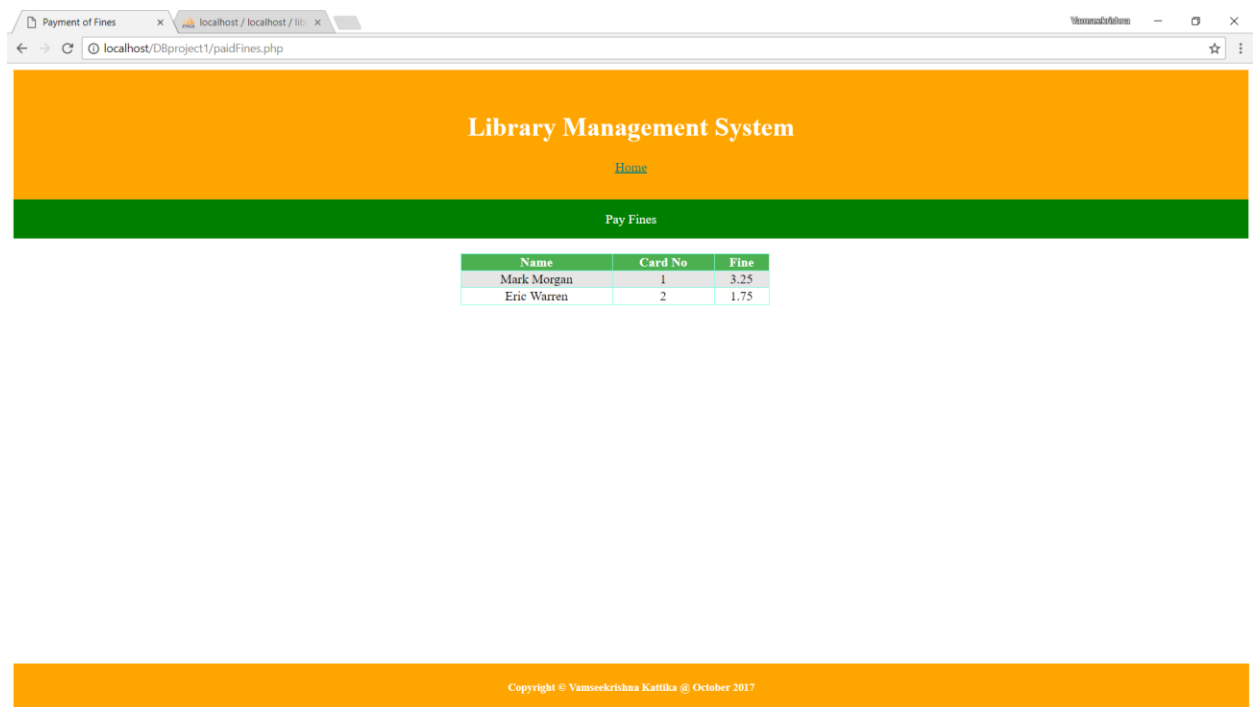 Payment of Fines
localhost / localhost / lib
Vamseekrishna
localhost/DBproject1/paidFines.php
Library Management System
Home
Pay Fines
Name Card No Fine
Mark Morgan 1 3.25
Eric Warren 2 1.75
Copyright © Vamseekrishna Kattika @ October 2017